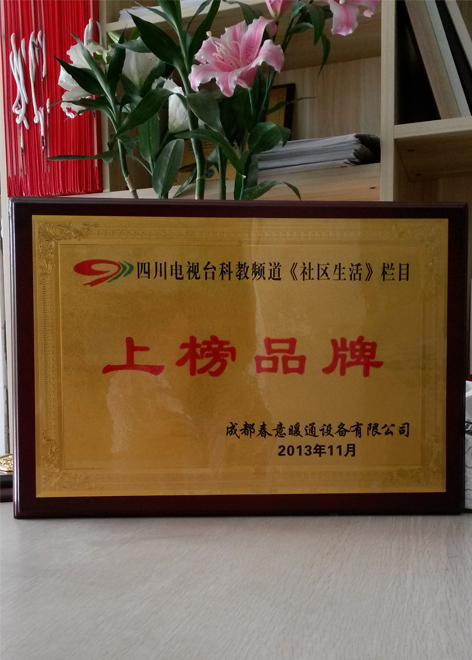 四川电视台科教频道《社区生活》栏目
上榜品牌
成都春意暖通设备有限公司
2013年11月